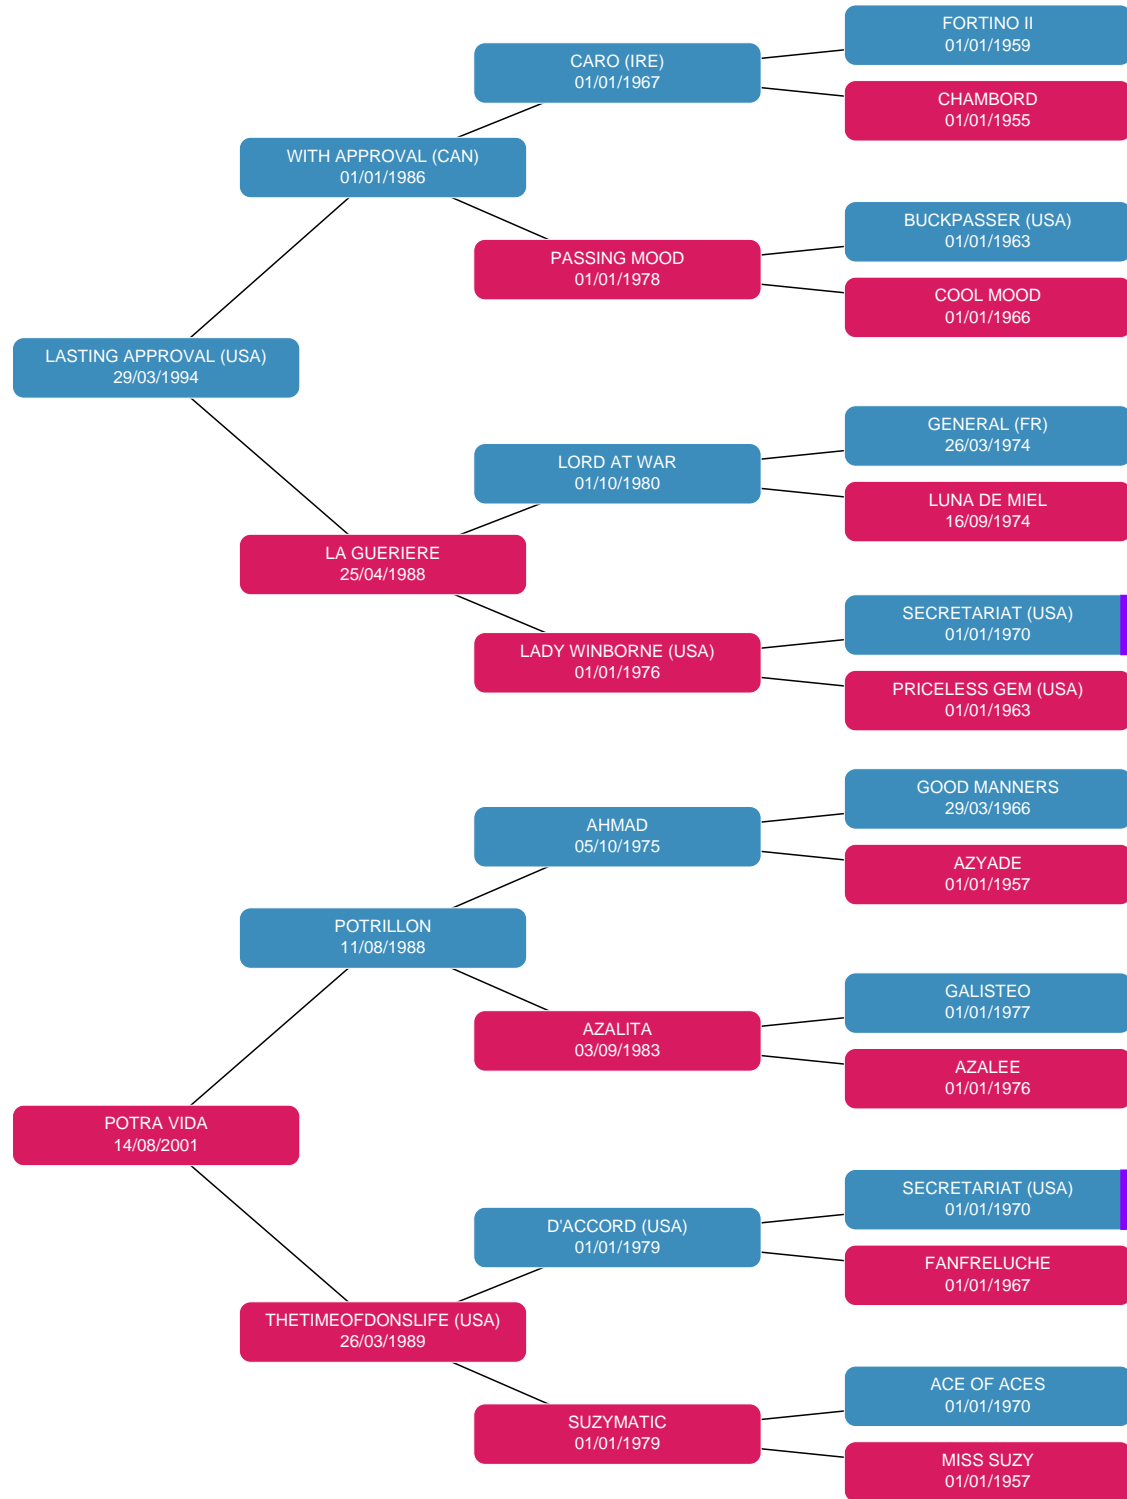 FORTINO II
01/01/1959
CARO (IRE)
01/01/1967
CHAMBORD
01/01/1955
WITH APPROVAL (CAN)
01/01/1986
BUCKPASSER (USA)
01/01/1963
PASSING MOOD
01/01/1978
COOL MOOD
01/01/1966
LASTING APPROVAL (USA)
29/03/1994
GENERAL (FR)
26/03/1974
LORD AT WAR
01/10/1980
LUNA DE MIEL
16/09/1974
LA GUERIERE
25/04/1988
SECRETARIAT (USA)
01/01/1970
LADY WINBORNE (USA)
01/01/1976
PRICELESS GEM (USA)
01/01/1963
GOOD MANNERS
29/03/1966
AHMAD
05/10/1975
AZYADE
01/01/1957
POTRILLON
11/08/1988
GALISTEO
01/01/1977
AZALITA
03/09/1983
AZALEE
01/01/1976
POTRA VIDA
14/08/2001
SECRETARIAT (USA)
01/01/1970
D'ACCORD (USA)
01/01/1979
FANFRELUCHE
01/01/1967
THETIMEOFDONSLIFE (USA)
26/03/1989
ACE OF ACES
01/01/1970
SUZYMATIC
01/01/1979
MISS SUZY
01/01/1957